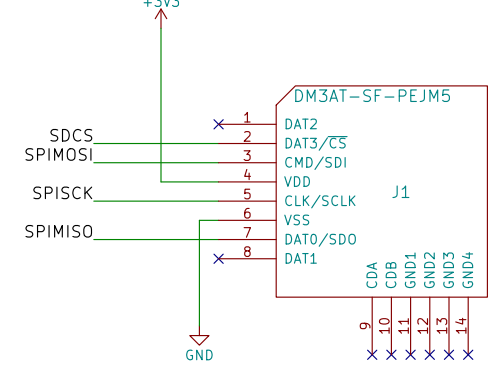 +3V3
DM3AT-SF-PEJM5
1 DAT2
SDCS 2 DAT3/CS
SPIMOSI 3 CMD/SDI
4 VDD
SPISCK 5 CLK/SCLK
J1
6 VSS
SPIMISO 7 DAT0/SDO
8 DAT1
CDA CDB GND1 GND2 GND3 GND4
9 10 11 12 13 14
GND